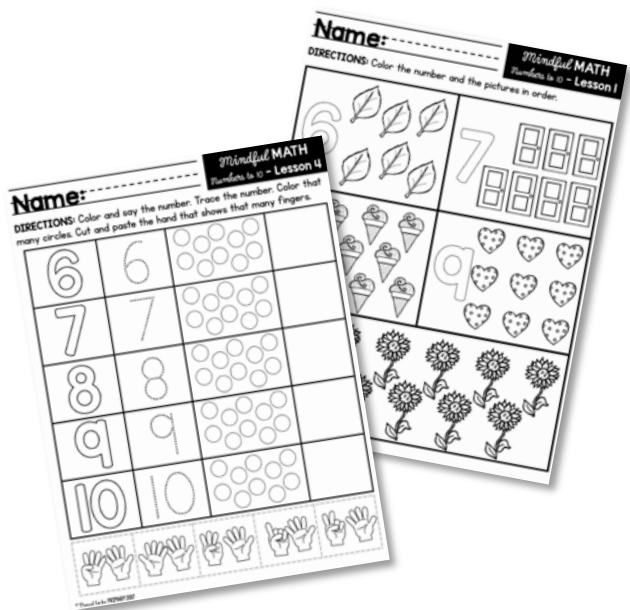 Name:
Mindful MATH
Numbers to 10 - Lesson 1
DIRECTIONS: Color the number and the pictures in order.
6
7
9
Name:
Mindful MATH
Numbers to 10 - Lesson 4
DIRECTIONS: Color and say the number. Trace the number. Color that
many circles. Cut and paste the hand that shows that many fingers.
6 6
7 7
8 8
9 9
10 10